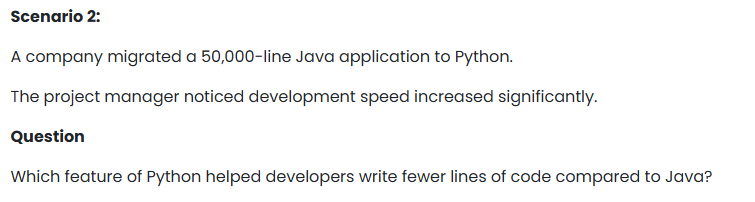 Scenario 2:
A company migrated a 50,000-line Java application to Python.
The project manager noticed development speed increased significantly.
Question
Which feature of Python helped developers write fewer lines of code compared to Java?